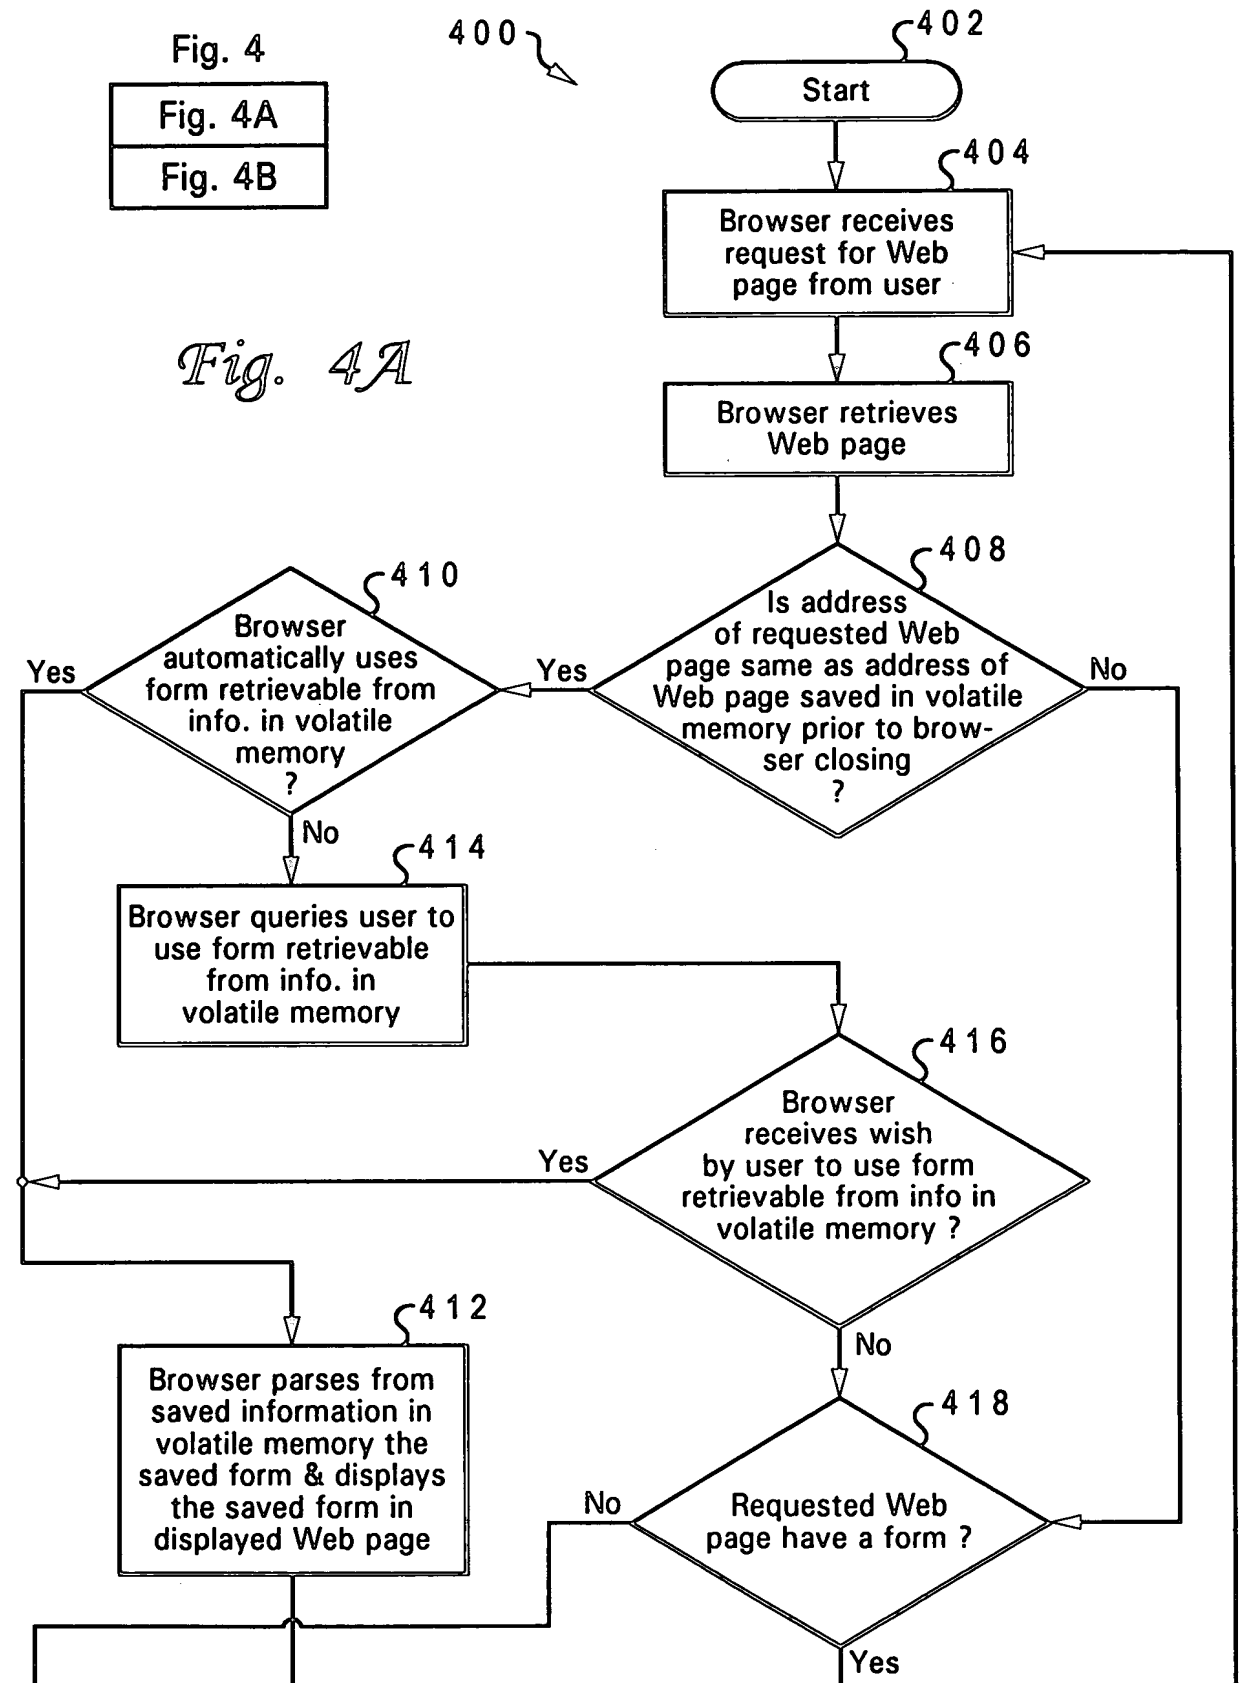 Fig. 4
Fig. 4A
Fig. 4B
400
402
Start
404
Browser receives
request for Web
page from user
Fig. 4A
406
Browser retrieves
Web page
408
Is address
of requested Web
page same as address of
Web page saved in volatile
memory prior to brow-
ser closing
?
Yes
No
410
Browser
automatically uses
form retrievable from
info. in volatile
memory
?
Yes
No
414
Browser queries user to
use form retrievable
from info. in
volatile memory
416
Browser
receives wish
by user to use form
retrievable from info in
volatile memory ?
Yes
No
412
Browser parses from
saved information in
volatile memory the
saved form & displays
the saved form in
displayed Web page
418
Requested Web
page have a form ?
No
Yes